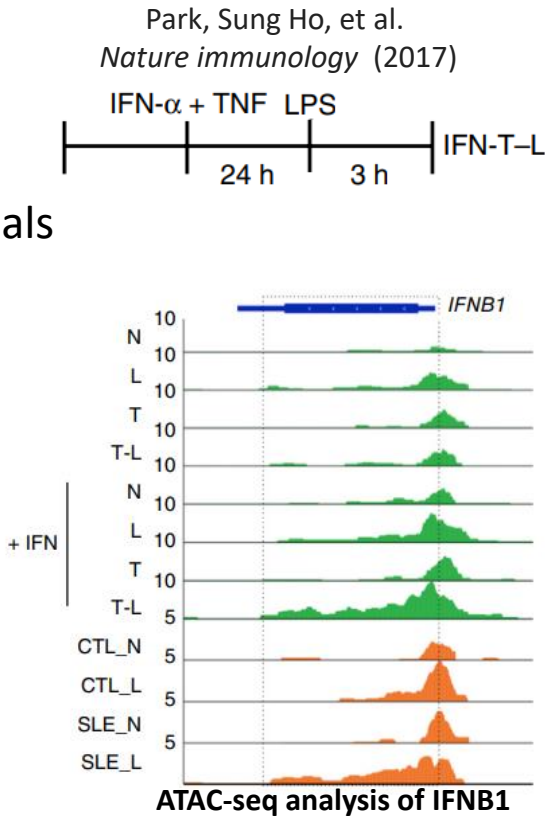 Park, Sung Ho, et al.
Nature immunology (2017)
IFN-α + TNF LPS
IFN-T–L
24 h 3 h
als
IFNB1
10
N
10
L
10
T
10
T-L
10
+ IFN
N
10
L
10
T
10
T-L
5
CTL_N
5
CTL_L
5
SLE_N
5
SLE_L
ATAC-seq analysis of IFNB1